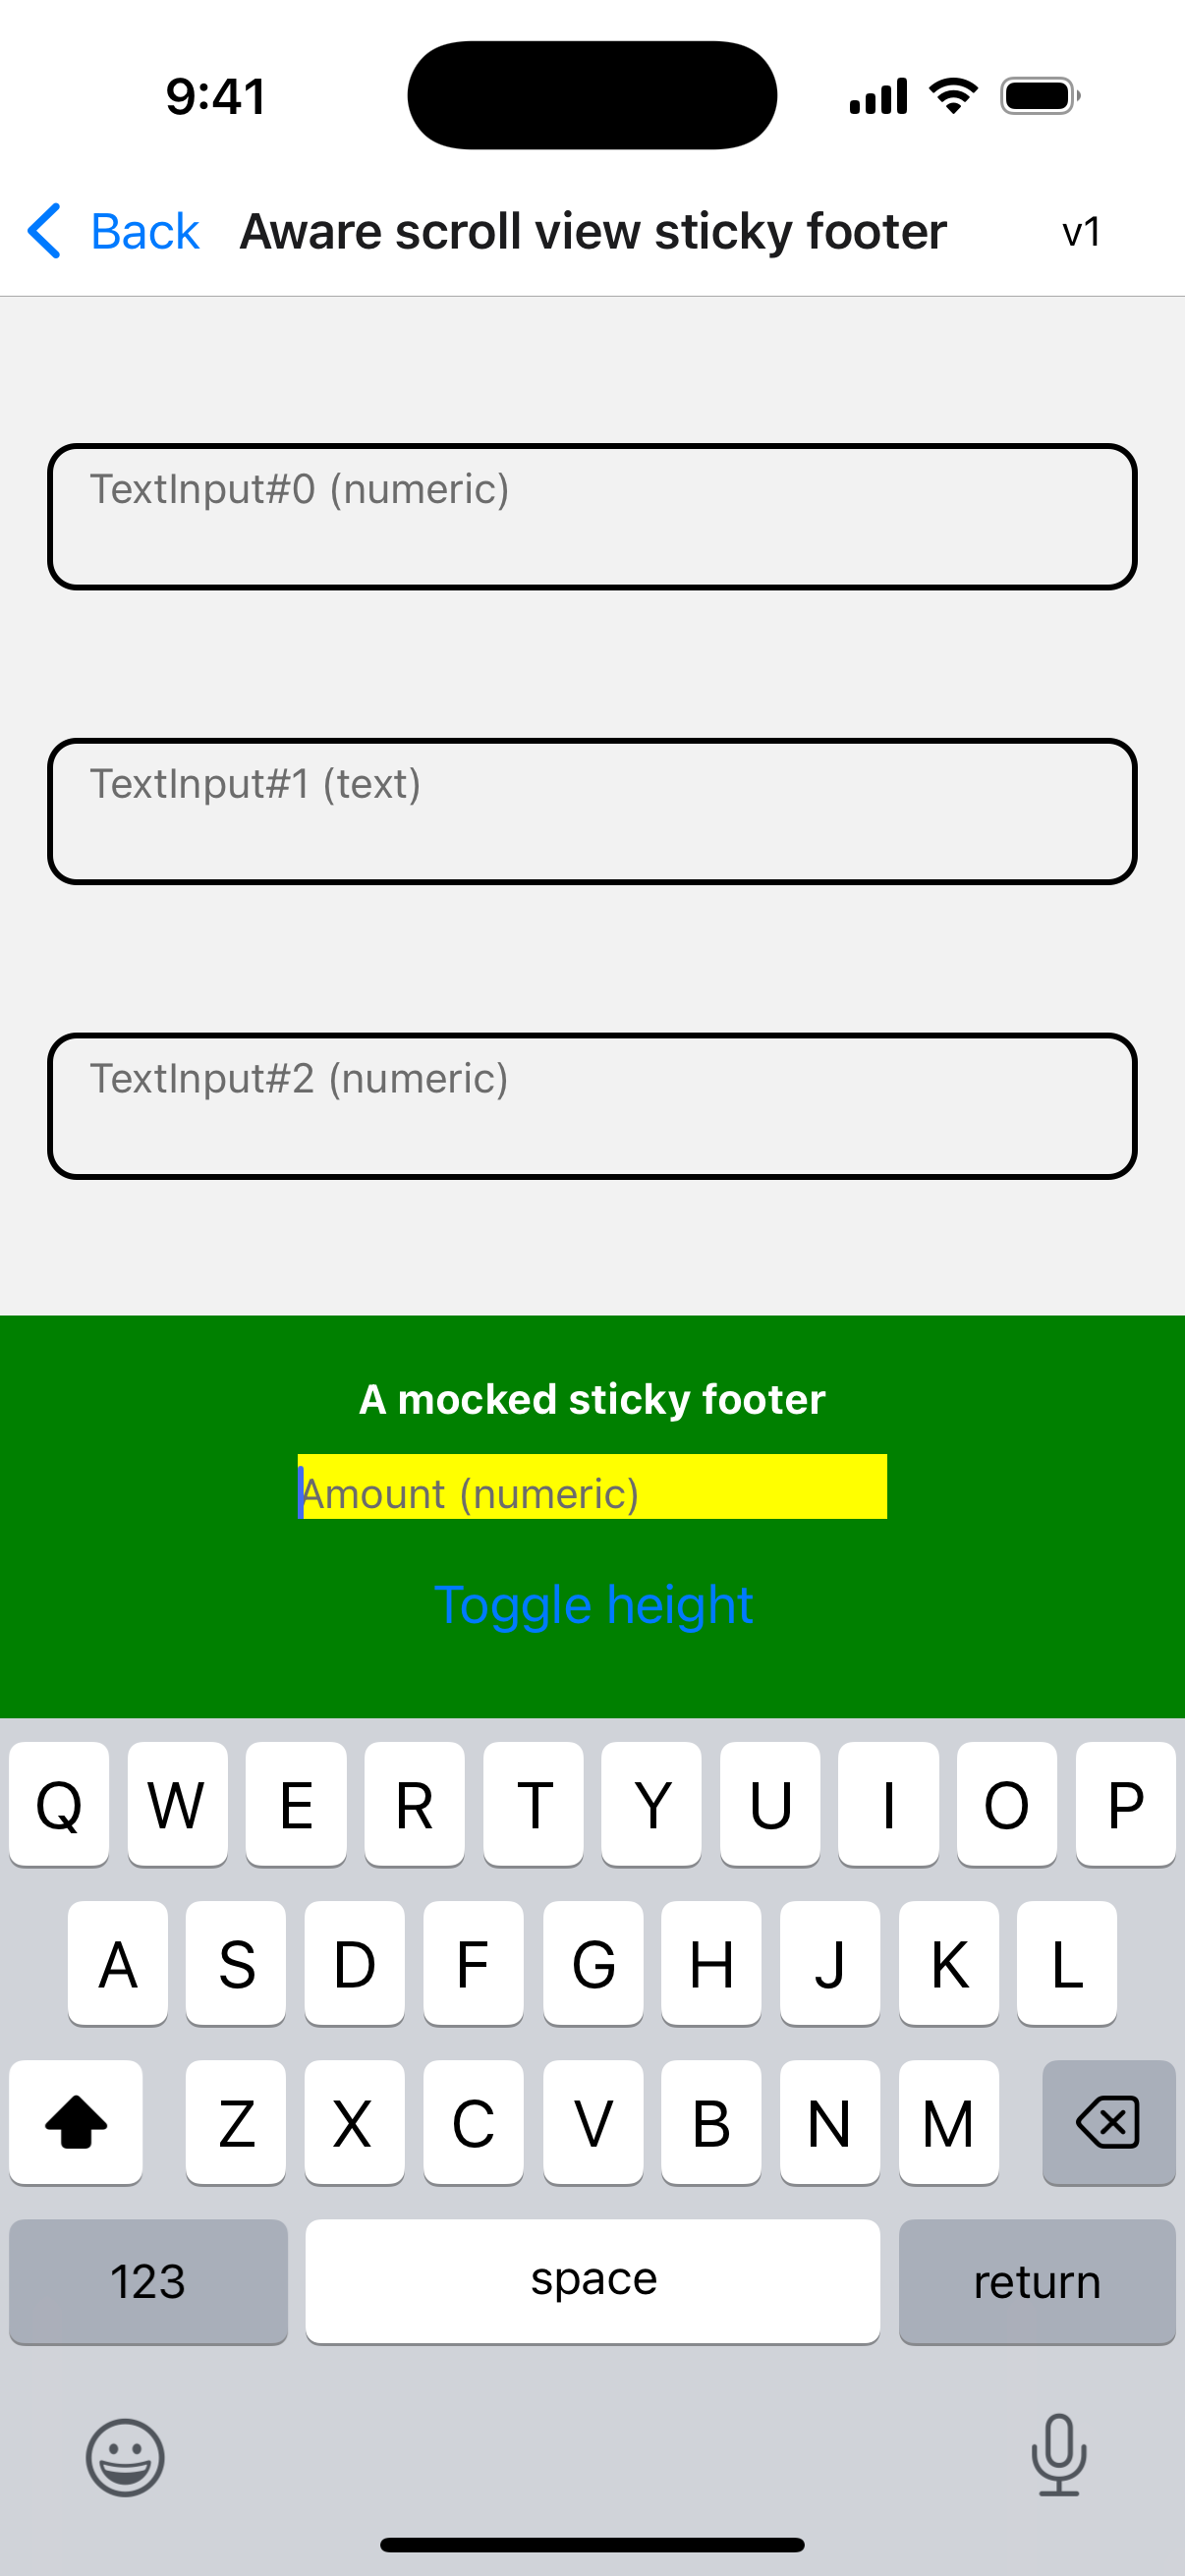 9:41
Back Aware scroll view sticky footer v1
TextInput#0 (numeric)
TextInput#1 (text)
TextInput#2 (numeric)
A mocked sticky footer
Amount (numeric)
Toggle height
Q W E R T Y U I O P
A S D F G H J K L
Z X C V B N M
123 space return